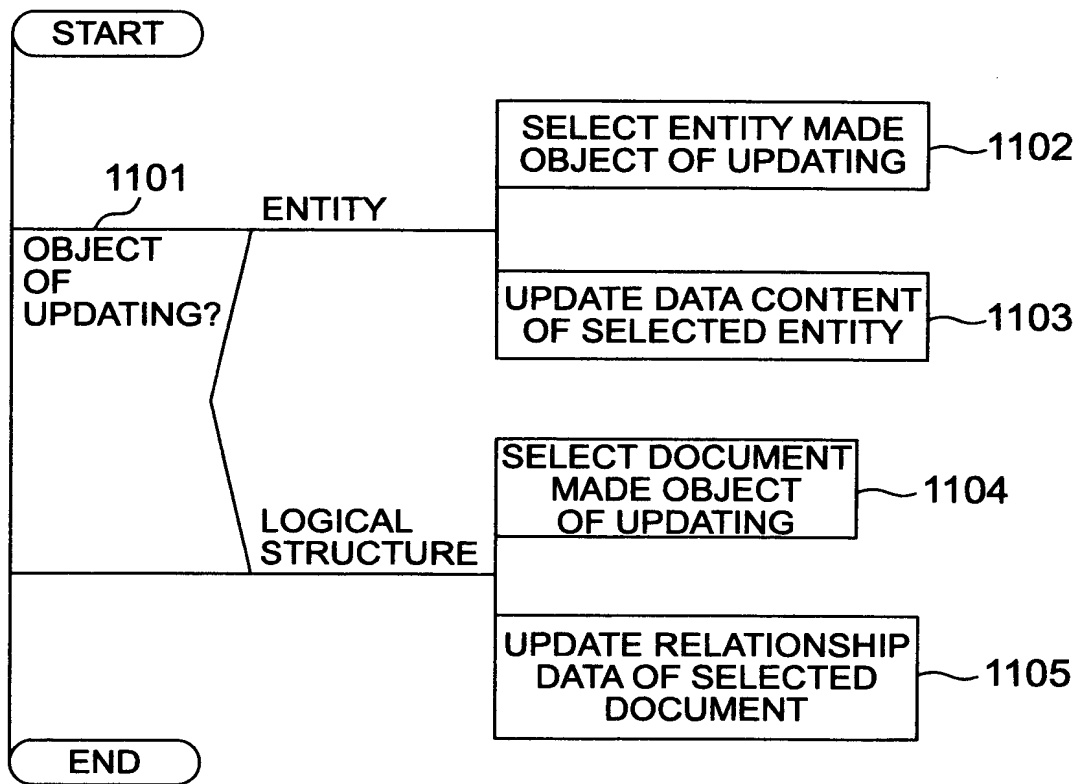 START
SELECT ENTITY MADE
OBJECT OF UPDATING
1102
1101
ENTITY
OBJECT
OF
UPDATING?
UPDATE DATA CONTENT
OF SELECTED ENTITY
1103
SELECT DOCUMENT
MADE OBJECT
OF UPDATING
1104
LOGICAL
STRUCTURE
UPDATE RELATIONSHIP
DATA OF SELECTED
DOCUMENT
1105
END